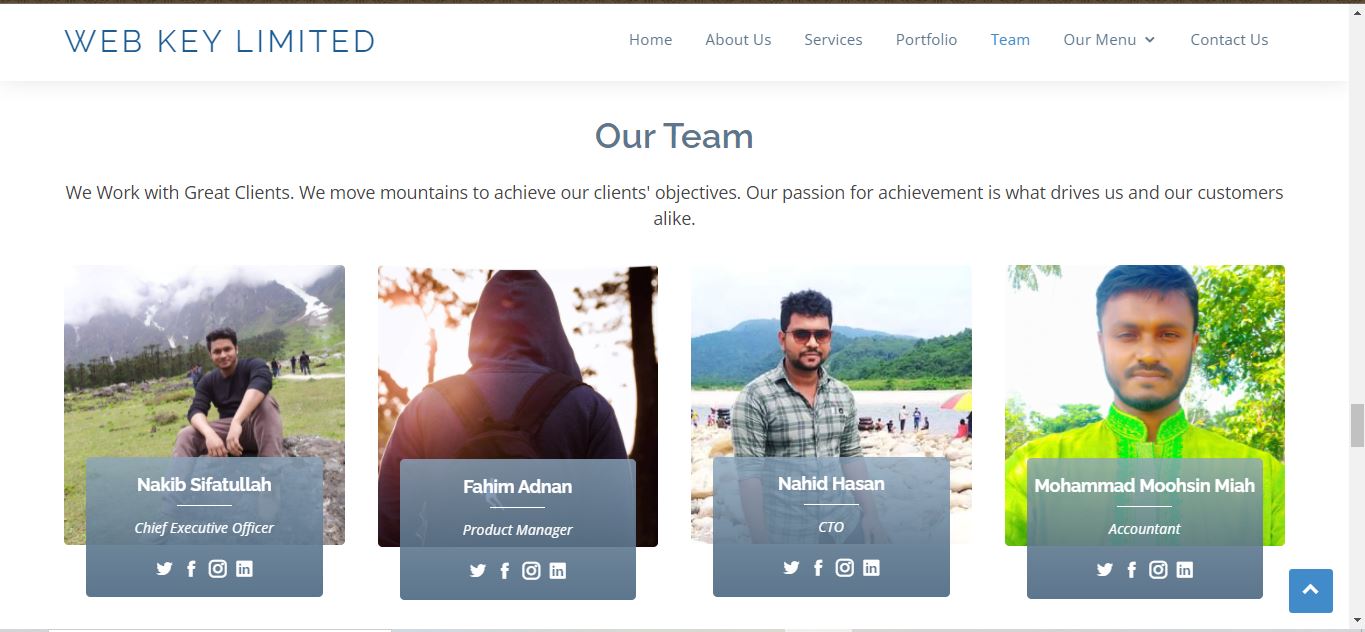 WEB KEY LIMITED
Home About Us Services Portfolio Team Our Menu Contact Us
Our Team
We Work with Great Clients. We move mountains to achieve our clients' objectives. Our passion for achievement is what drives us and our customers
alike.
Nakib Sifatullah
Chief Executive Officer
Fahim Adnan
Product Manager
Nahid Hasan
CTO
Mohammad Moohsin Miah
Accountant